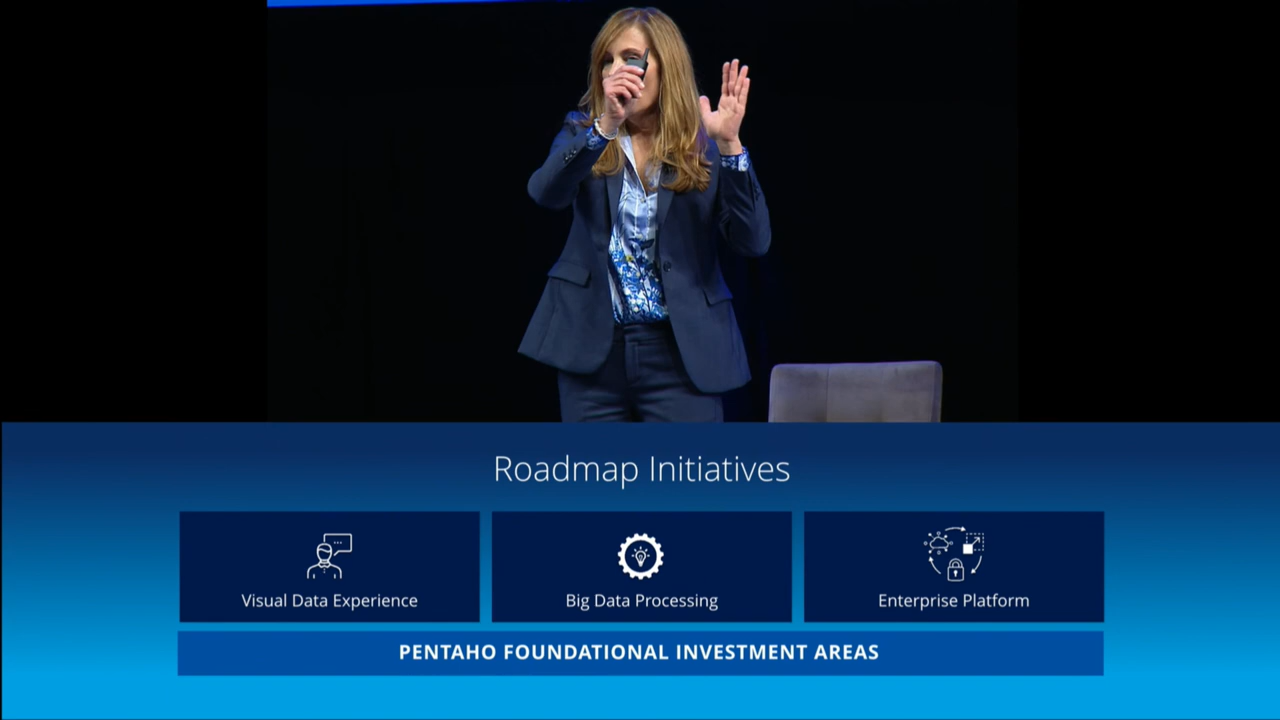 Roadmap Initiatives
Visual Data Experience
Big Data Processing
Enterprise Platform
PENTAHO FOUNDATIONAL INVESTMENT AREAS